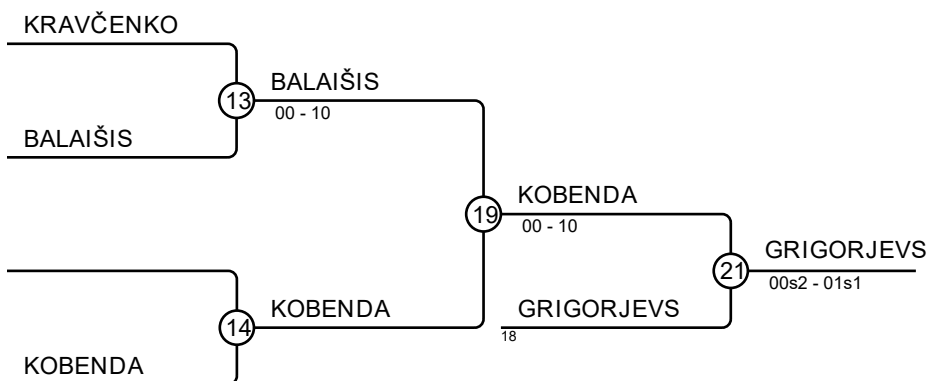 KRAVČENKO
13
BALAIŠIS
00 - 10
BALAIŠIS
19
KOBENDA
00 - 10
21
GRIGORJEVS
00s2 - 01s1
14
KOBENDA
GRIGORJEVS
18
KOBENDA